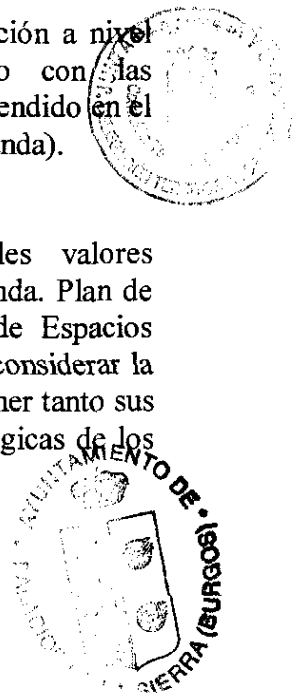 ción a nivel
o con las
endido en el
nda).
les valores
nda. Plan de
de Espacios
considerar la
ner tanto sus
gicas de los
AYUNTAMIENTO DE
SIERRA (BURGOS)